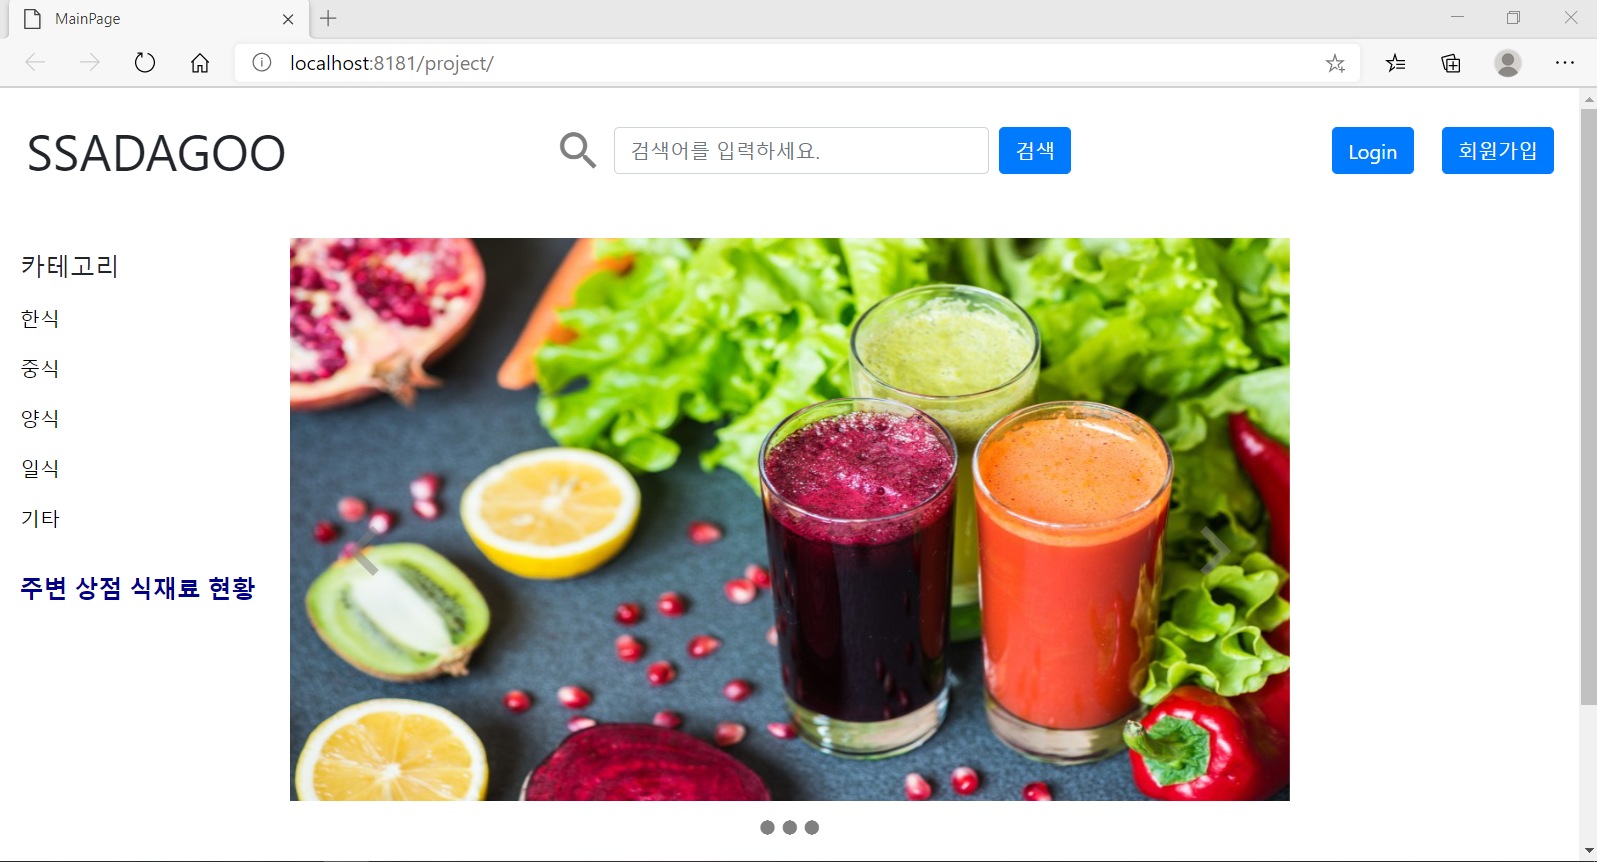 MainPage
localhost:8181/project/
SSADAGOO
검색어를 입력하세요.
검색
Login
회원가입
카테고리
한식
중식
양식
일식
기타
주변 상점 식재료 현황